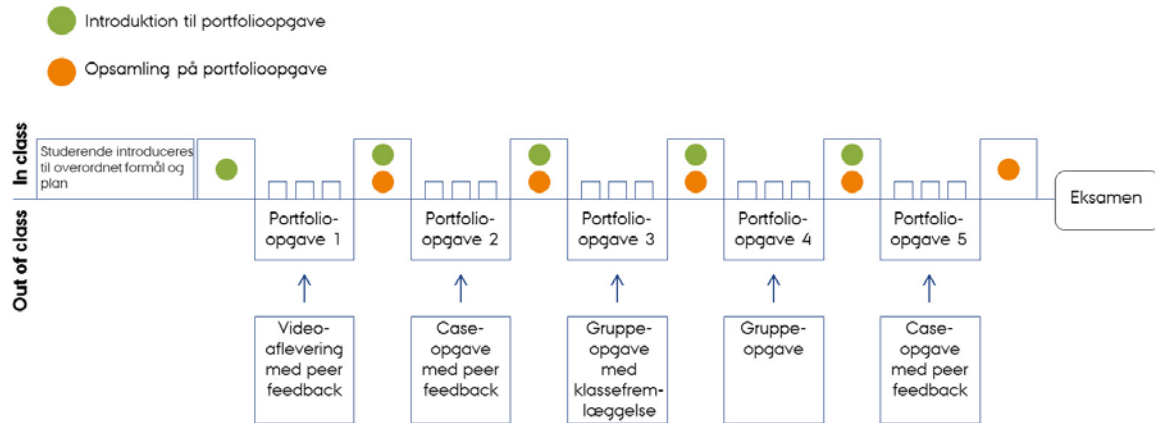 Introduktion til portfolioopgave
Opsamling på portfolioopgave
In class
Out of class
Studerende introduceres
til overordnet formål og
plan
Eksamen
Portfolio-
opgave 1
Portfolio-
opgave 2
Portfolio-
opgave 3
Portfolio-
opgave 4
Portfolio-
opgave 5
Video-
aflevering
med peer
feedback
Case-
opgave
med peer
feedback
Gruppe-
opgave
med
klassefrem-
læggelse
Gruppe-
opgave
Case-
opgave
med peer
feedback